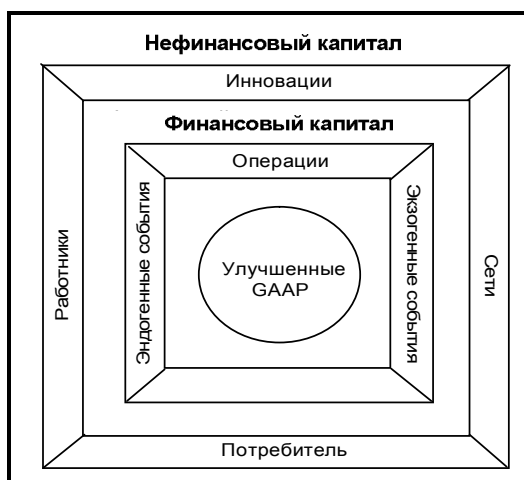 Нефинансовый капитал
Инновации
Финансовый капитал
Операции
Работники
Эндогенные события
Улучшенные
GAAP
Экзогенные события
Сети
Потребитель